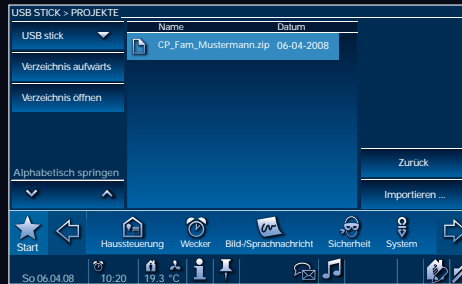 USB STICK > PROJEKTE
Name Datum
USB stick
CP_Fam_Mustermann.zip 06-04-2008
Verzeichnis aufwärts
Verzeichnis öffnen
Zurück
Alphabetisch springen
Importieren ...
Start Haussteuerung Wecker Bild-/Sprachnachricht Sicherheit System
So 06.04.08 10:20 19.3 °C